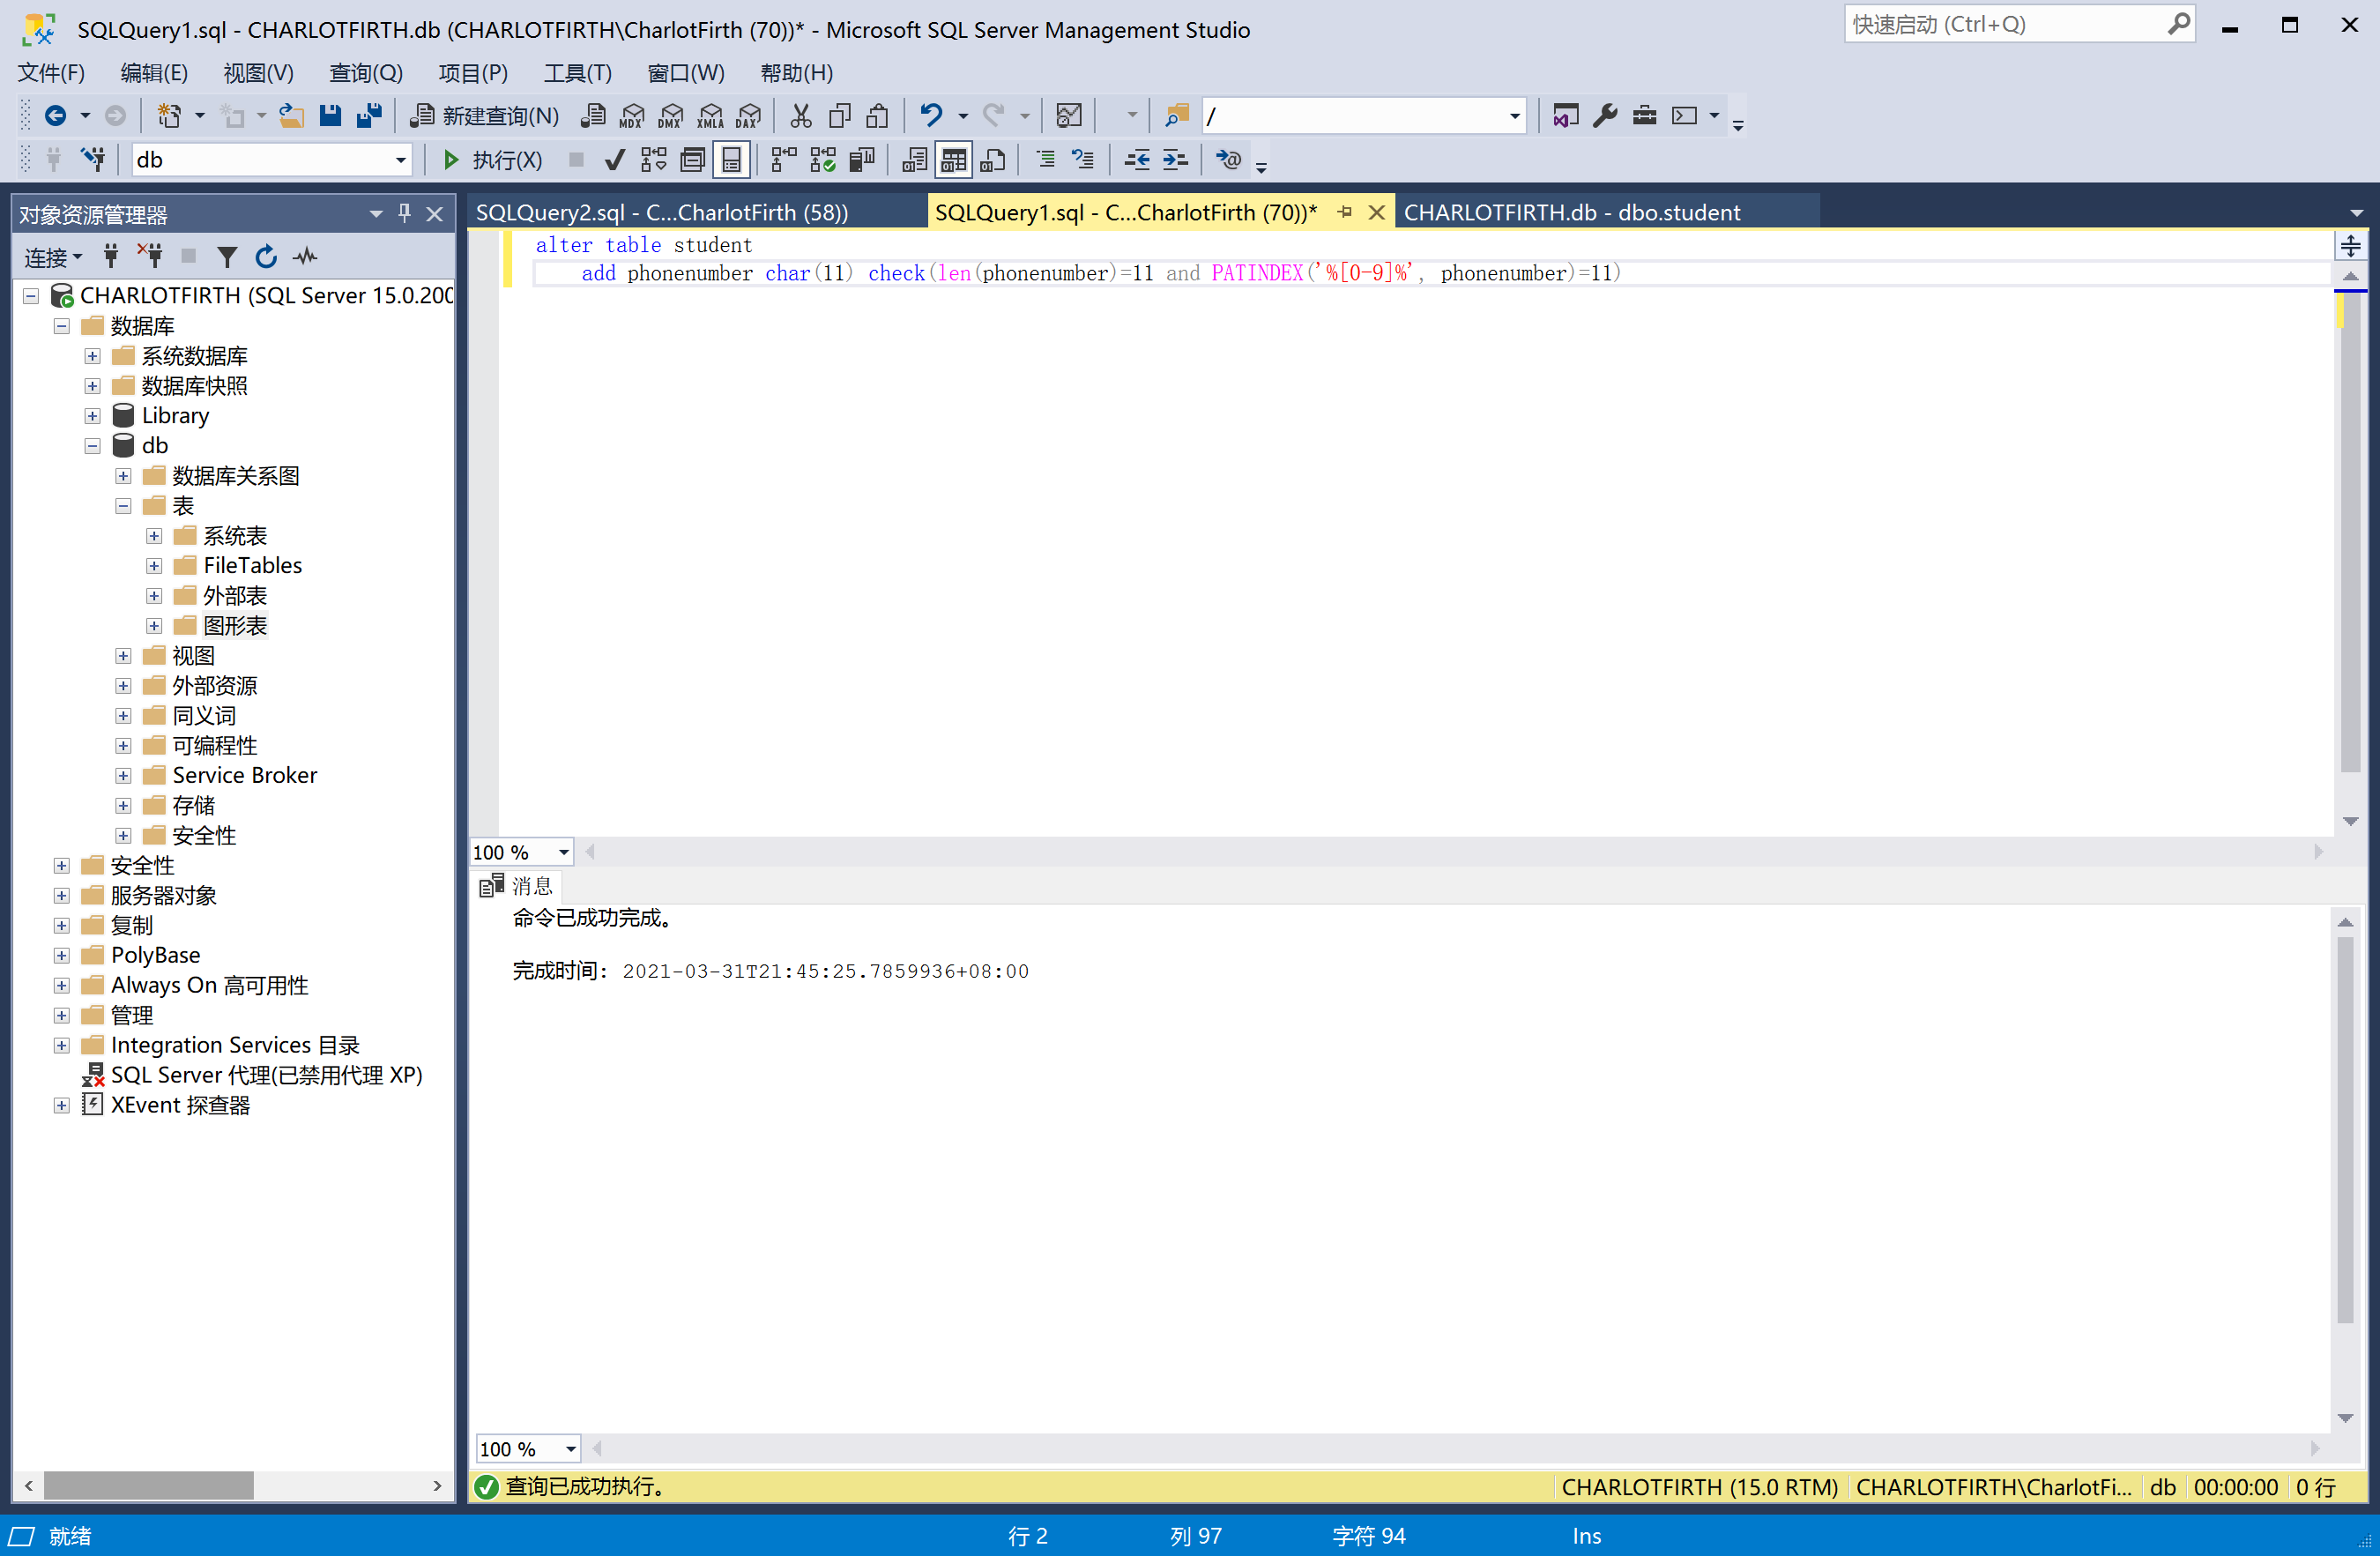 SQLQuery1.sql - CHARLOTFIRTH.db (CHARLOTFIRTH\CharlotFirth (70))* - Microsoft SQL Server Management Studio
快速启动 (Ctrl+Q)
文件(F) 编辑(E) 视图(V) 查询(Q) 项目(P) 工具(T) 窗口(W) 帮助(H)
新建查询(N) MDX DMX XMLA DAX /
db 执行(X)
对象资源管理器
连接
CHARLOTFIRTH (SQL Server 15.0.200
数据库
系统数据库
数据库快照
Library
db
数据库关系图
表
系统表
FileTables
外部表
图形表
视图
外部资源
同义词
可编程性
Service Broker
存储
安全性
安全性
服务器对象
复制
PolyBase
Always On 高可用性
管理
Integration Services 目录
SQL Server 代理(已禁用代理 XP)
XEvent 探查器
SQLQuery2.sql - C...CharlotFirth (58))
SQLQuery1.sql - C...CharlotFirth (70))*
CHARLOTFIRTH.db - dbo.student
alter table student
add phonenumber char(11) check(len(phonenumber)=11 and PATINDEX('%[0-9]%', phonenumber)=11)
100 %
消息
命令已成功完成。
完成时间: 2021-03-31T21:45:25.7859936+08:00
100 %
查询已成功执行。
CHARLOTFIRTH (15.0 RTM) CHARLOTFIRTH\CharlotFi... db 00:00:00 0 行
就绪 行 2 列 97 字符 94 Ins